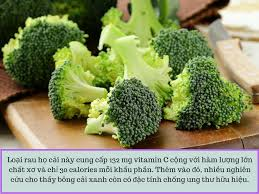 Loại rau họ cải này cung cấp 132 mg vitamin C cộng với hàm lượng lớn
chất xơ và chỉ 30 calories mỗi khẩu phần. Thêm vào đó, nhiều nghiên
cứu cho thấy bông cải xanh còn có đặc tính chống ung thư hữu hiệu.